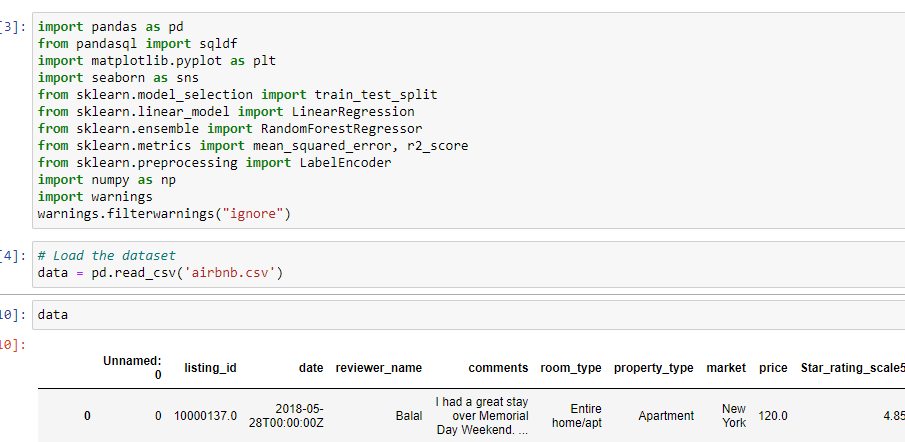 [3]:
import pandas as pd
from pandasql import sqldf
import matplotlib.pyplot as plt
import seaborn as sns
from sklearn.model_selection import train_test_split
from sklearn.linear_model import LinearRegression
from sklearn.ensemble import RandomForestRegressor
from sklearn.metrics import mean_squared_error, r2_score
from sklearn.preprocessing import LabelEncoder
import numpy as np
import warnings
warnings.filterwarnings("ignore")
[4]:
# Load the dataset
data = pd.read_csv('airbnb.csv')
10]:
data
10]:
Unnamed: 0 listing_id date reviewer_name comments room_type property_type market price Star_rating_scale5
0 0 10000137.0 2018-05-28T00:00:00Z Balal I had a great stay over Memorial Day Weekend. ... Entire home/apt Apartment New York 120.0 4.85